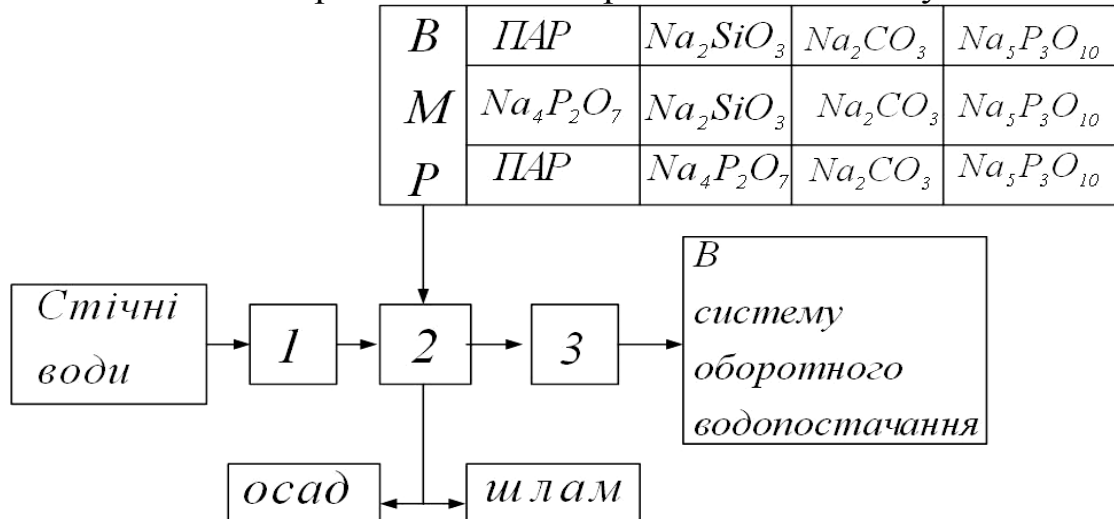 В ПАР Na₂SiO₃ Na₂CO₃ Na₅P₃O₁₀
М Na₄P₂O₇ Na₂SiO₃ Na₂CO₃ Na₅P₃O₁₀
Р ПАР Na₄P₂O₇ Na₂CO₃ Na₅P₃O₁₀
Стічні
води
1
2
3
В
систему
оборотного
водопостачання
осад
шлам